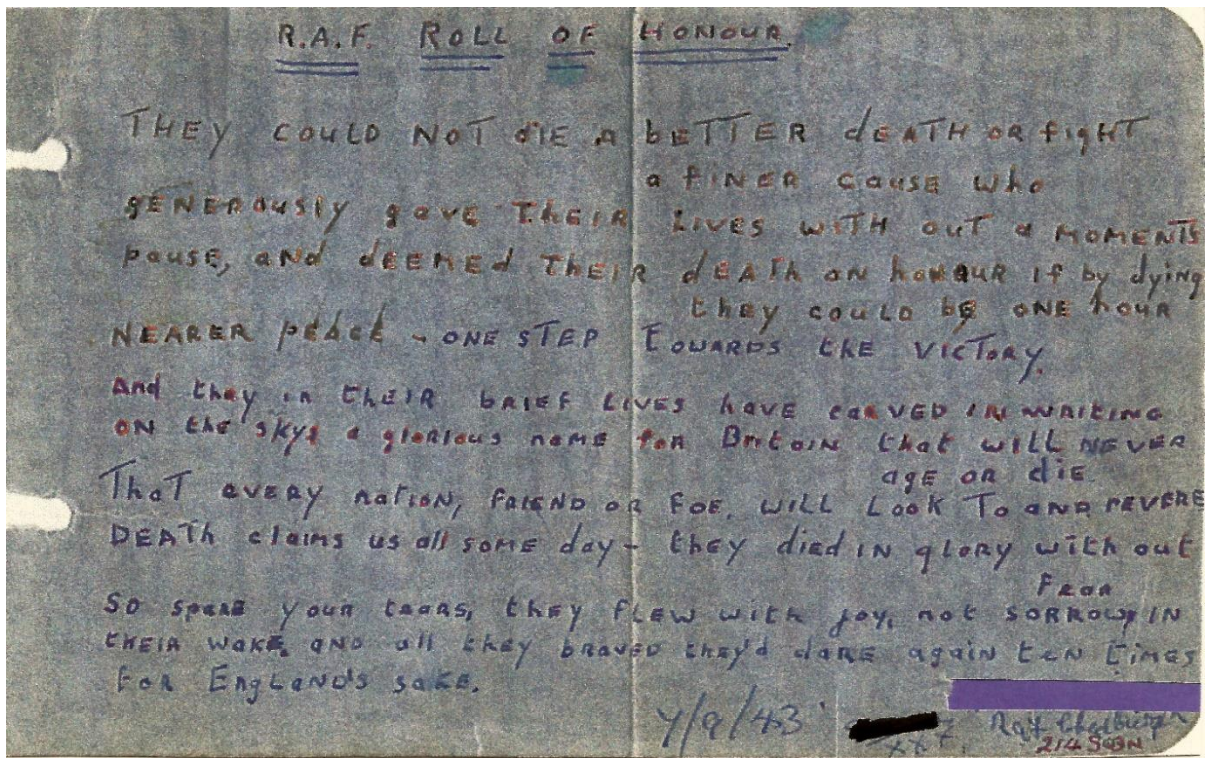 R.A.F. ROLL OF HONOUR.
THEY COULD NOT dIE A bETTER dEATH OR fight
a fINER CAUSE who
gENEROUSly gave THEIR LIVES WITH out a MOMENTS
pause, AND dEEMEd THEIR dEATh an honouR If by dying
they could be ONE hour
NEARER peace - ONE STEP TOWARDS the VICTORY.
And they in THEIR bRIEf LIVES have CARVED IN WRITING
ON the skys a glorious name for Britain that will NEVER
age OR die.
THaT every nation, fRIEND OR FOE, WILL LOOK TO AND REVERE
DEATH claims us all some day - they died IN glory with out
Fear
So spare your tears, they flew with joy, not SORROW, IN
THEIR wake, AND all they braved they'd dare again ten times
for ENgland's sake.
4/9/43
214 SQDN